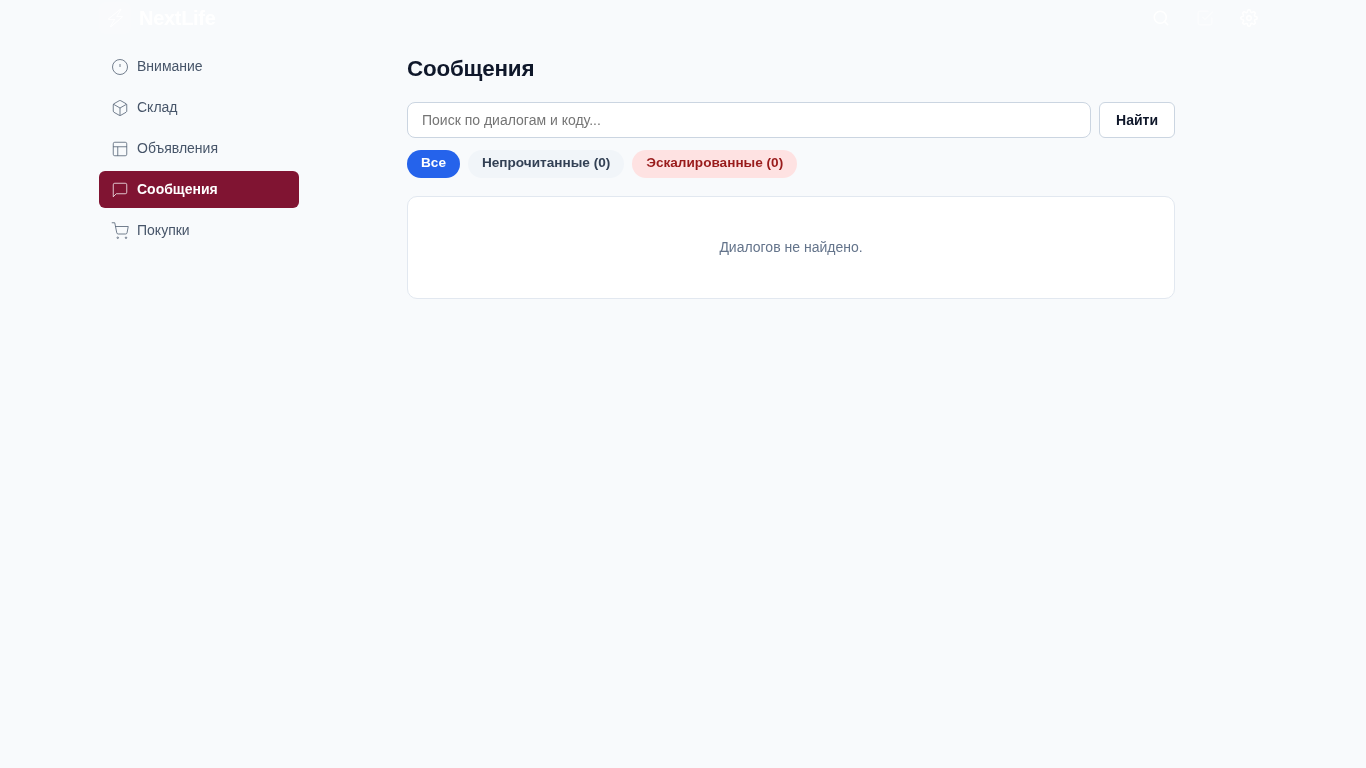 NextLife
Внимание
Склад
Объявления
Сообщения
Покупки
Сообщения
Поиск по диалогам и коду...
Найти
Все
Непрочитанные (0)
Эскалированные (0)
Диалогов не найдено.